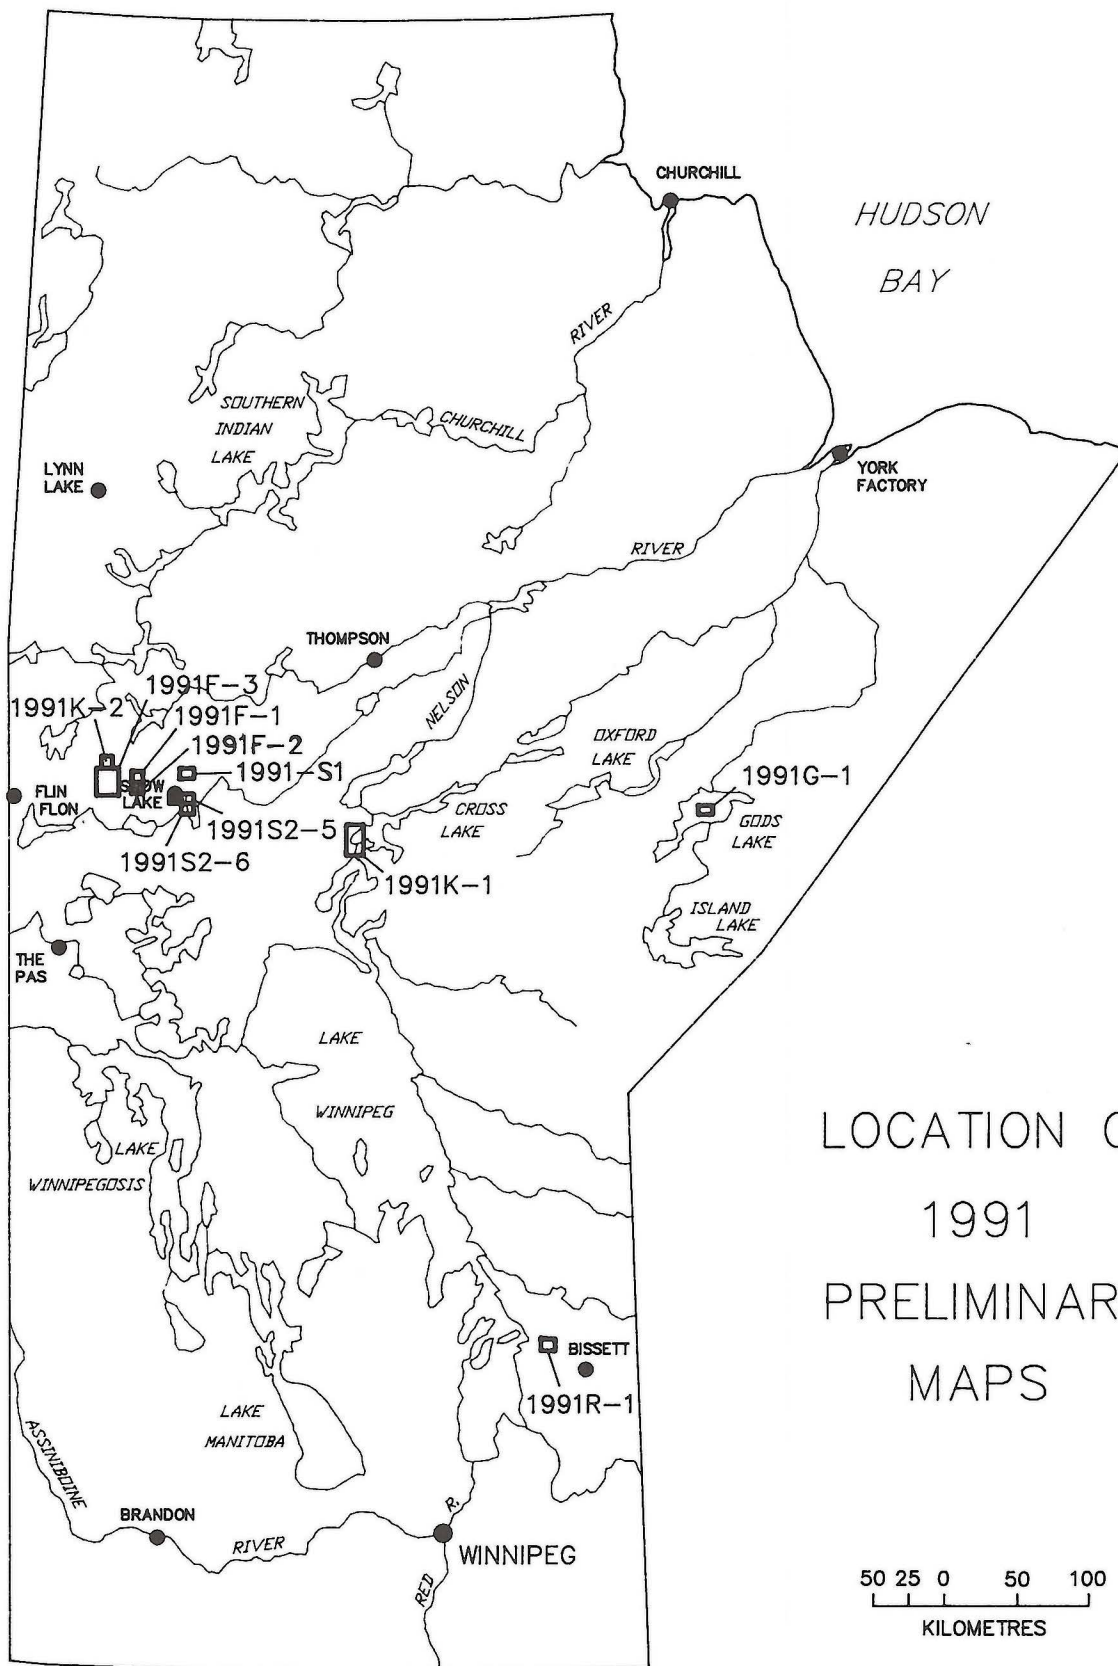 CHURCHILL
HUDSON
BAY
RIVER
SOUTHERN
INDIAN
LAKE
CHURCHILL
LYNN
LAKE
YORK
FACTORY
RIVER
THOMPSON
1991F-3
1991K-2
1991F-1
NELSON
1991F-2
OXFORD
LAKE
1991-S1
1991G-1
FLIN
FLON
SNOW
LAKE
CROSS
LAKE
GODS
LAKE
1991S2-5
1991S2-6
1991K-1
ISLAND
LAKE
THE
PAS
LAKE
WINNIPEG
LAKE
WINNIPEGOSIS
LOCATION O
1991
PRELIMINAR
MAPS
BISSETT
1991R-1
LAKE
MANITOBA
ASSINIBOINE
BRANDON
RIVER
R.
WINNIPEG
RED
50 25 0 50 100
KILOMETRES